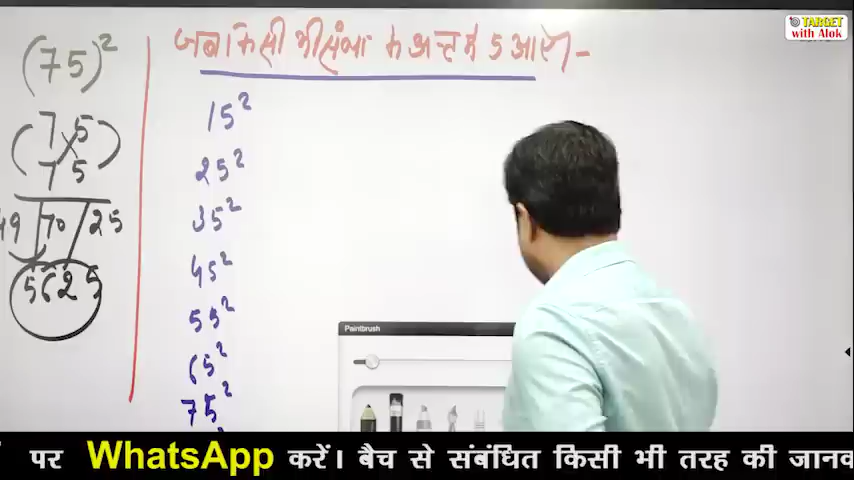 TARGET
with Alok
(75)²
जब किसी भी संख्या के अन्त में 5 आए -
(7 5)
7 5
49 / 70 / 25
5625
15²
25²
35²
45²
55²
65²
75²
Paintbrush
पर WhatsApp करें। बैच से संबंधित किसी भी तरह की जानक